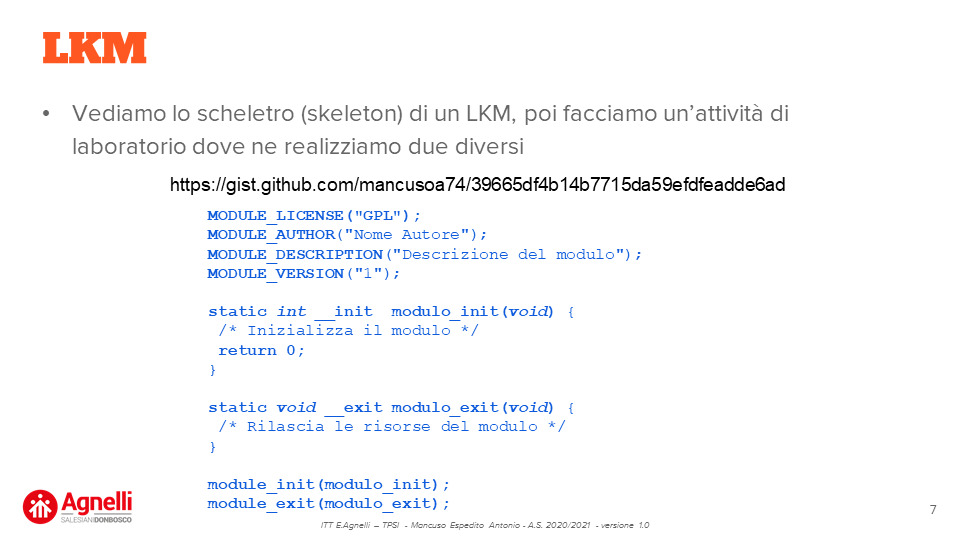 LKM
• Vediamo lo scheletro (skeleton) di un LKM, poi facciamo un’attività di
laboratorio dove ne realizziamo due diversi
https://gist.github.com/mancusoa74/39665df4b14b7715da59efdfeadde6ad
MODULE_LICENSE("GPL");
MODULE_AUTHOR("Nome Autore");
MODULE_DESCRIPTION("Descrizione del modulo");
MODULE_VERSION("1");
static int __init  modulo_init(void) {
 /* Inizializza il modulo */
 return 0;
}
static void __exit modulo_exit(void) {
 /* Rilascia le risorse del modulo */
}
module_init(modulo_init);
module_exit(modulo_exit);
Agnelli
SALESIANIDONBOSCO
ITT E.Agnelli – TPSI - Mancuso Espedito Antonio - A.S. 2020/2021 - versione 1.0
7